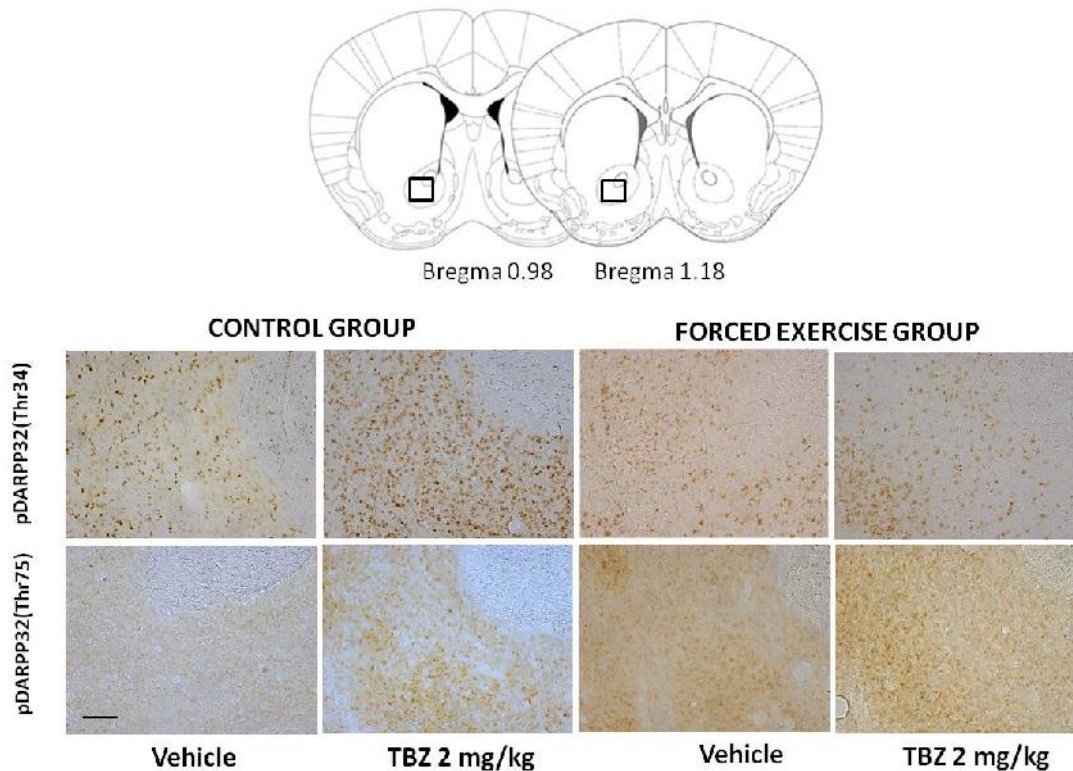 Bregma 0.98 Bregma 1.18
CONTROL GROUP FORCED EXERCISE GROUP
pDARPP32(Thr34)
pDARPP32(Thr75)
Vehicle TBZ 2 mg/kg Vehicle TBZ 2 mg/kg